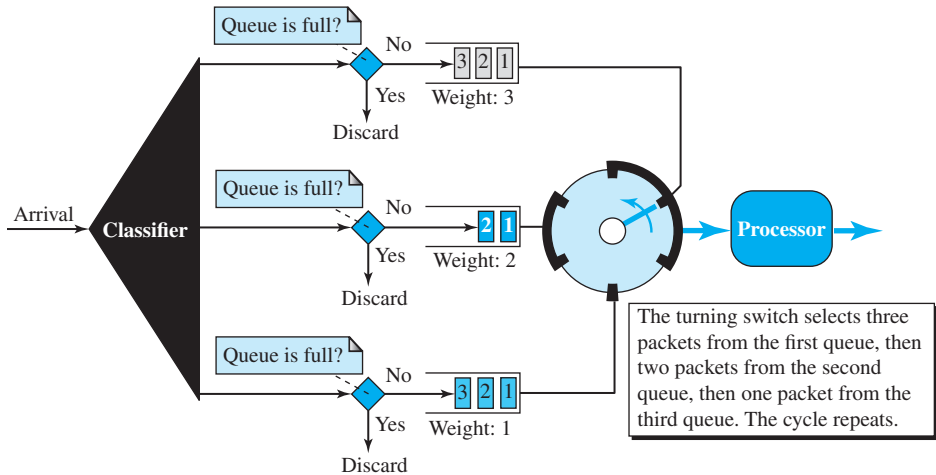 Queue is full?
No
3 2 1
Yes
Weight: 3
Discard
Queue is full?
Arrival
Classifier
No
2 1
Yes
Weight: 2
Discard
Processor
Queue is full?
No
3 2 1
Yes
Weight: 1
Discard
The turning switch selects three
packets from the first queue, then
two packets from the second
queue, then one packet from the
third queue. The cycle repeats.